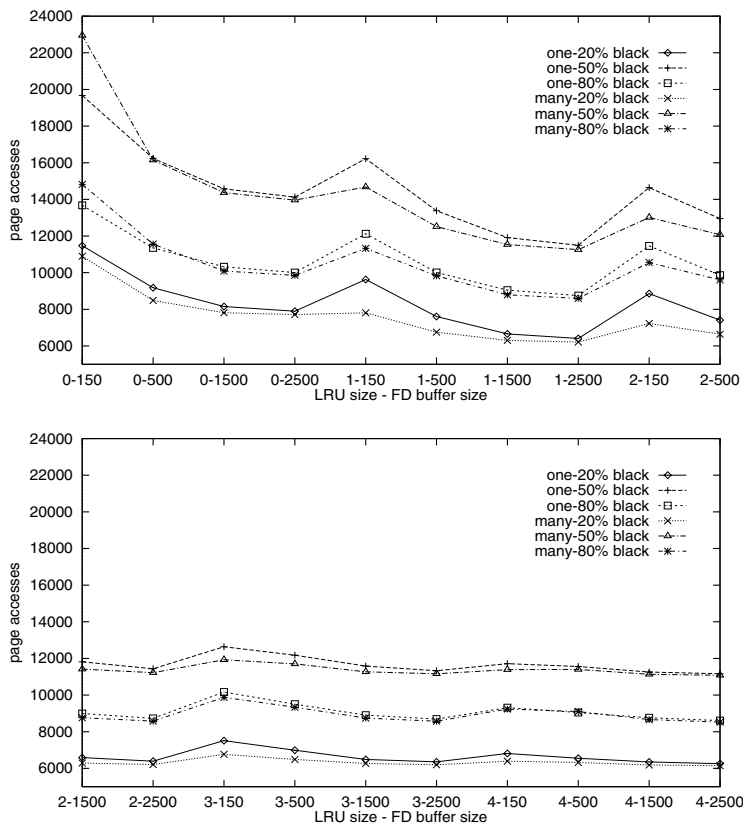 24000
22000
20000
18000
16000
14000
12000
10000
8000
6000
page accesses
one-20% black
one-50% black
one-80% black
many-20% black
many-50% black
many-80% black
0-150 0-500 0-1500 0-2500 1-150 1-500 1-1500 1-2500 2-150 2-500
LRU size - FD buffer size
24000
22000
20000
18000
16000
14000
12000
10000
8000
6000
page accesses
one-20% black
one-50% black
one-80% black
many-20% black
many-50% black
many-80% black
2-1500 2-2500 3-150 3-500 3-1500 3-2500 4-150 4-500 4-1500 4-2500
LRU size - FD buffer size